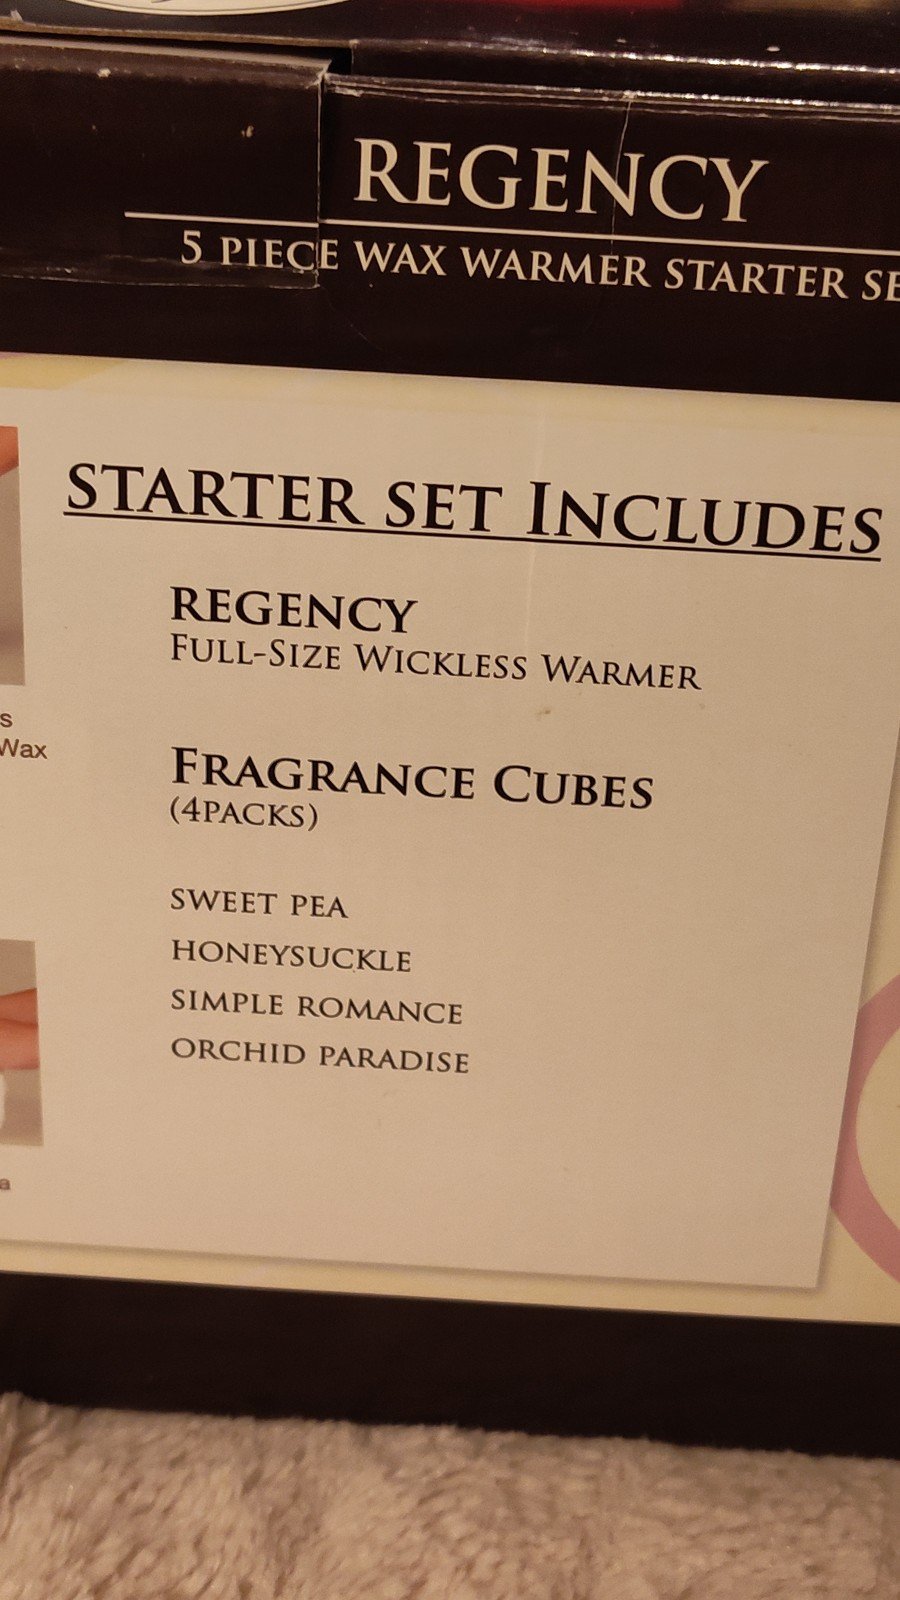 REGENCY
5 PIECE WAX WARMER STARTER SE
STARTER SET INCLUDES
REGENCY
FULL-SIZE WICKLESS WARMER
s
Wax
FRAGRANCE CUBES
(4PACKS)
SWEET PEA
HONEYSUCKLE
SIMPLE ROMANCE
ORCHID PARADISE
a